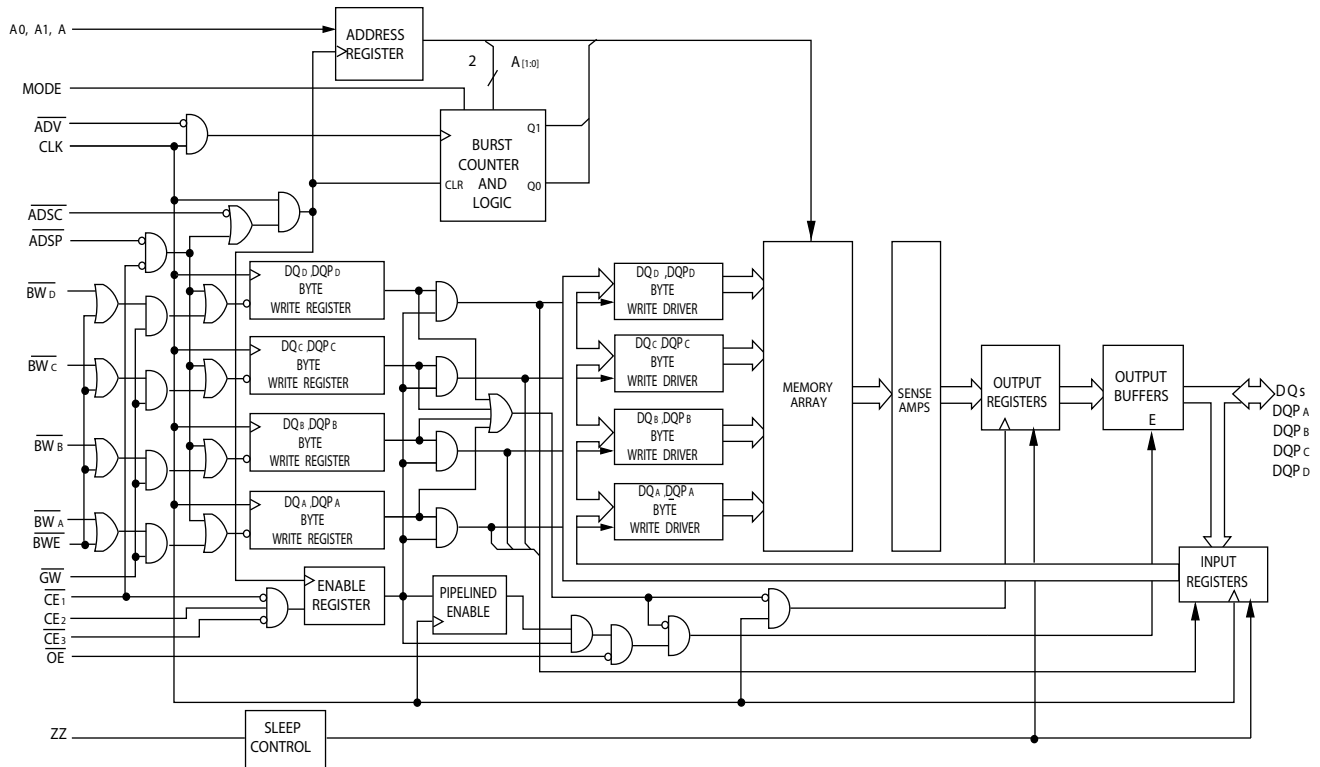 A0, A1, A
ADDRESS
REGISTER
2
A[1:0]
MODE
ADV
CLK
BURST
COUNTER
AND
LOGIC
CLR
Q1
Q0
ADSC
ADSP
DQD ,DQPD
BYTE
WRITE REGISTER
DQC ,DQPC
BYTE
WRITE REGISTER
DQB ,DQPB
BYTE
WRITE REGISTER
DQA ,DQPA
BYTE
WRITE REGISTER
BWD
BWC
BWB
BWA
BWE
GW
CE1
CE2
CE3
OE
ENABLE
REGISTER
PIPELINED
ENABLE
DQD ,DQPD
BYTE
WRITE DRIVER
DQC ,DQPC
BYTE
WRITE DRIVER
DQB ,DQPB
BYTE
WRITE DRIVER
DQA ,DQPA
BYTE
WRITE DRIVER
MEMORY
ARRAY
SENSE
AMPS
OUTPUT
REGISTERS
OUTPUT
BUFFERS
E
DQs
DQPA
DQPB
DQPC
DQPD
INPUT
REGISTERS
ZZ
SLEEP
CONTROL